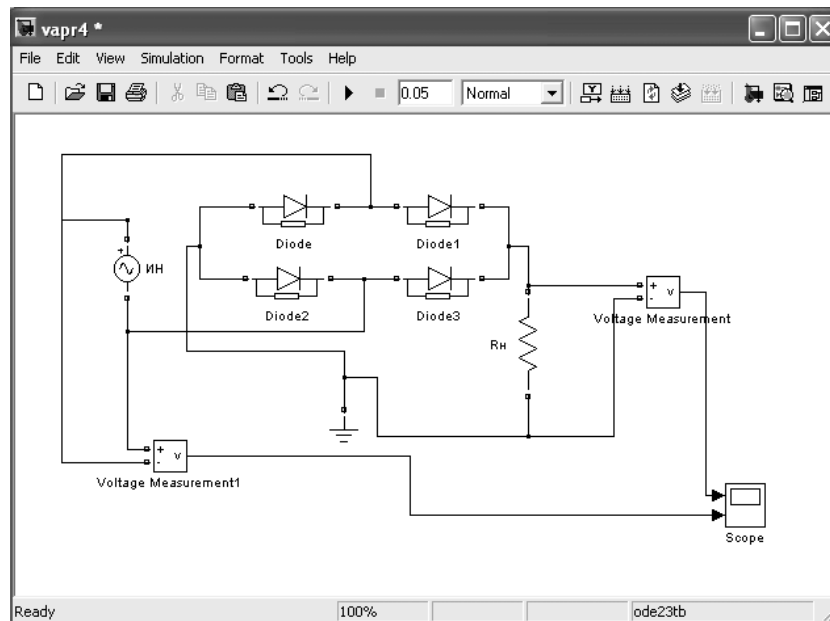 vapr4 *
File Edit View Simulation Format Tools Help
0.05 Normal
Diode Diode1
+
ИН
Diode2 Diode3
+ - v
Voltage Measurement
Rн
+ - v
Voltage Measurement1
Scope
Ready 100% ode23tb